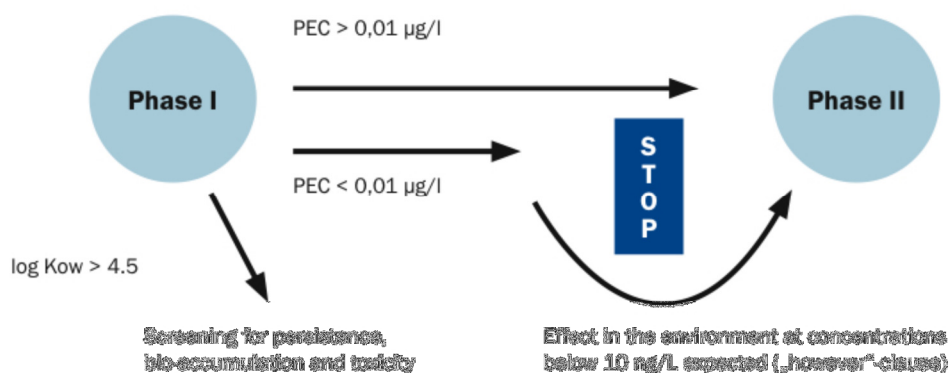 PEC > 0,01 µg/l
Phase I
Phase II
S
T
O
P
PEC < 0,01 µg/l
log Kow > 4.5
Screening for persistence,
bio-accumulation and toxicity
Effect in the environment at concentrations
below 10 ng/L expected („however“-clause)